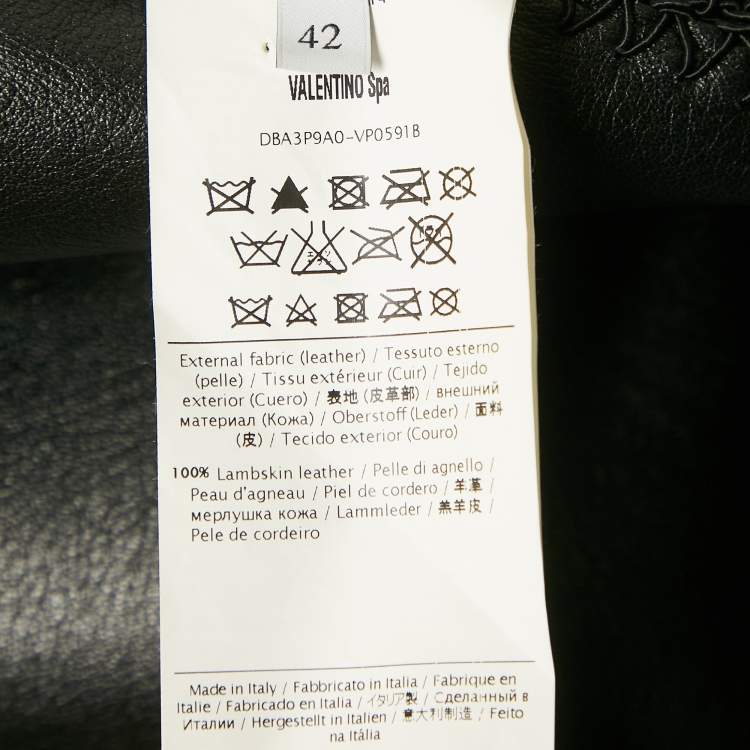 42
VALENTINO Spa
DBA3P9A0-VP0591B
External fabric (leather) / Tessuto esterno
(pelle) / Tissu extérieur (Cuir) / Tejido
exterior (Cuero) / 表地 (皮革部) / внешний
материал (Кожа) / Oberstoff (Leder) / 面料
(皮) / Tecido exterior (Couro)
100% Lambskin leather / Pelle di agnello /
Peau d'agneau / Piel de cordero / 羊革 /
мерлушка кожа / Lammleder / 羔羊皮 /
Pele de cordeiro
Made in Italy / Fabbricato in Italia / Fabrique en
Italie / Fabricado en Italia / イタリア製 / Сделанный в
Италии / Hergestellt in Italien / 意大利制造 / Feito
na Itália